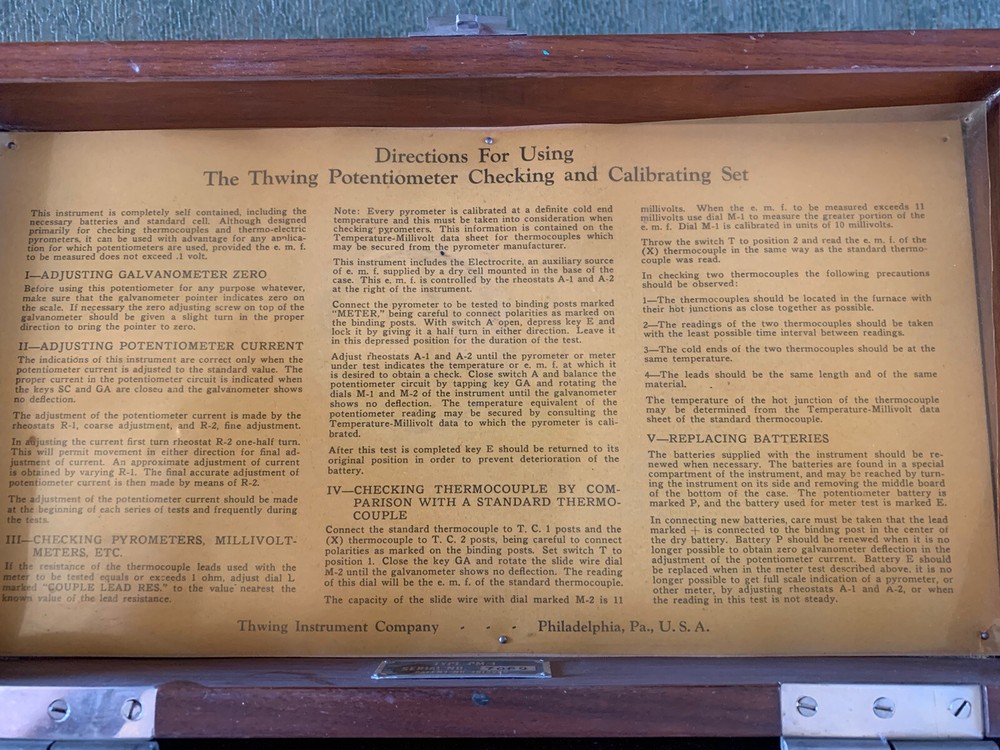 Directions For Using
The Thwing Potentiometer Checking and Calibrating Set
This instrument is completely self contained, including the
necessary batteries and standard cell. Although designed
primarily for checking thermocouples and thermo-electric
pyrometers, it can be used with advantage for any applica-
tion for which potentiometers are used, provided the e. m. f.
to be measured does not exceed .1 volt.
I—ADJUSTING GALVANOMETER ZERO
Before using this potentiometer for any purpose whatever,
make sure that the galvanometer pointer indicates zero on
the scale. If necessary the zero adjusting screw on top of the
galvanometer should be given a slight turn in the proper
direction to bring the pointer to zero.
II—ADJUSTING POTENTIOMETER CURRENT
The indications of this instrument are correct only when the
potentiometer current is adjusted to the standard value. The
proper current in the potentiometer circuit is indicated when
the keys SC and GA are closed and the galvanometer shows
no deflection.
The adjustment of the potentiometer current is made by the
rheostats R-1, coarse adjustment, and R-2, fine adjustment.
In adjusting the current first turn rheostat R-2 one-half turn.
This will permit movement in either direction for final ad-
justment of current. An approximate adjustment of current
is obtained by varying R-1. The final accurate adjustment of
potentiometer current is then made by means of R-2.
The adjustment of the potentiometer current should be made
at the beginning of each series of tests and frequently during
the tests.
III—CHECKING PYROMETERS, MILLIVOLT-
METERS, ETC.
If the resistance of the thermocouple leads used with the
meter to be tested equals or exceeds 1 ohm, adjust dial L
marked "COUPLE LEAD RES." to the value nearest the
known value of the lead resistance.
Note: Every pyrometer is calibrated at a definite cold end
temperature and this must be taken into consideration when
checking pyrometers. This information is contained on the
Temperature-Millivolt data sheet for thermocouples which
may be secured from the pyrometer manufacturer.
This instrument includes the Electrocrite, an auxiliary source
of e. m. f. supplied by a dry cell mounted in the base of the
case. This e. m. f. is controlled by the rheostats A-1 and A-2
at the right of the instrument.
Connect the pyrometer to be tested to binding posts marked
"METER," being careful to connect polarities as marked on
the binding posts. With switch A open, depress key E and
lock it by giving it a half turn in either direction. Leave it
in this depressed position for the duration of the test.
Adjust rheostats A-1 and A-2 until the pyrometer or meter
under test indicates the temperature or e. m. f. at which it
is desired to obtain a check. Close switch A and balance the
potentiometer circuit by tapping key GA and rotating the
dials M-1 and M-2 of the instrument until the galvanometer
shows no deflection. The temperature equivalent of the
potentiometer reading may be secured by consulting the
Temperature-Millivolt data to which the pyrometer is cali-
brated.
After this test is completed key E should be returned to its
original position in order to prevent deterioration of the
battery.
IV—CHECKING THERMOCOUPLE BY COM-
PARISON WITH A STANDARD THERMO-
COUPLE
Connect the standard thermocouple to T. C. 1 posts and the
(X) thermocouple to T. C. 2 posts, being careful to connect
polarities as marked on the binding posts. Set switch T to
position 1. Close the key GA and rotate the slide wire dial
M-2 until the galvanometer shows no deflection. The reading
of this dial will be the e. m. f. of the standard thermocouple.
The capacity of the slide wire with dial marked M-2 is 11
millivolts. When the e. m. f. to be measured exceeds 11
millivolts use dial M-1 to measure the greater portion of the
e. m. f. Dial M-1 is calibrated in units of 10 millivolts.
Throw the switch T to position 2 and read the e. m. f. of the
(X) thermocouple in the same way as the standard thermo-
couple was read.
In checking two thermocouples the following precautions
should be observed:
1—The thermocouples should be located in the furnace with
their hot junctions as close together as possible.
2—The readings of the two thermocouples should be taken
with the least possible time interval between readings.
3—The cold ends of the two thermocouples should be at the
same temperature.
4—The leads should be the same length and of the same
material.
The temperature of the hot junction of the thermocouple
may be determined from the Temperature-Millivolt data
sheet of the standard thermocouple.
V—REPLACING BATTERIES
The batteries supplied with the instrument should be re-
newed when necessary. The batteries are found in a special
compartment of the instrument, and may be reached by turn-
ing the instrument on its side and removing the middle board
of the bottom of the case. The potentiometer battery is
marked P, and the battery used for meter test is marked E.
In connecting new batteries, care must be taken that the lead
marked + is connected to the binding post in the center of
the dry battery. Battery P should be renewed when it is no
longer possible to obtain zero galvanometer deflection in the
adjustment of the potentiometer current. Battery E should
be replaced when in the meter test described above, it is no
longer possible to get full scale indication of a pyrometer, or
other meter, by adjusting rheostats A-1 and A-2, or when
the reading in this test is not steady.
Thwing Instrument Company - - - Philadelphia, Pa., U. S. A.
TYPE
SERIAL NO.